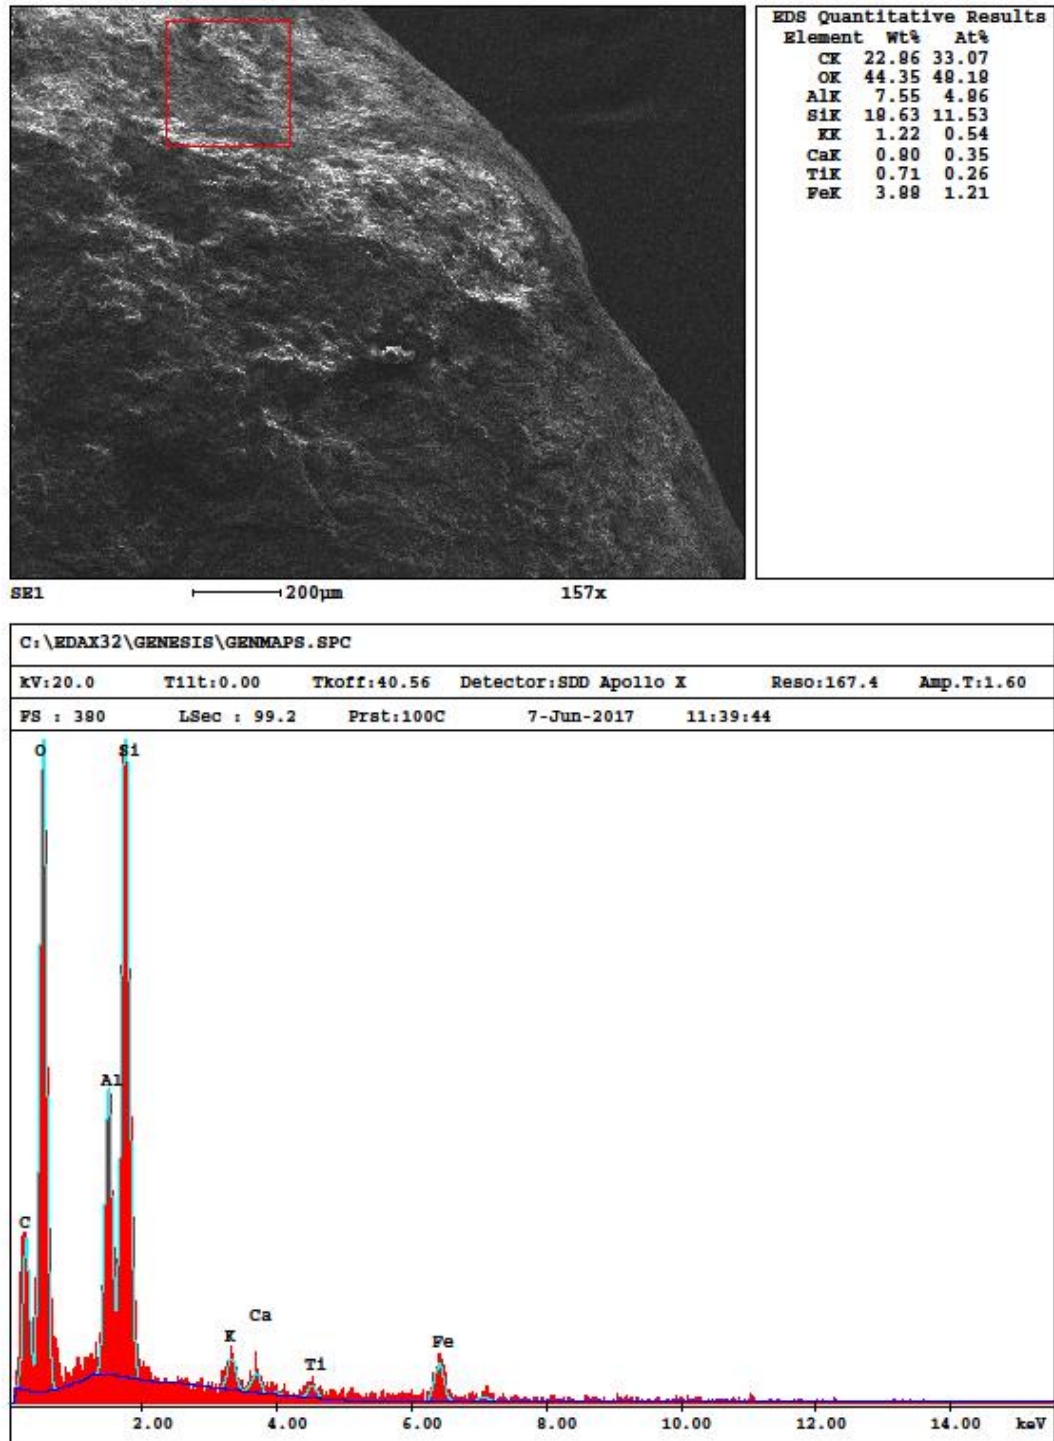 EDS Quantitative Results
Element Wt% At%
CK 22.86 33.07
OK 44.35 48.18
AlK 7.55 4.86
SiK 18.63 11.53
KK 1.22 0.54
CaK 0.80 0.35
TiK 0.71 0.26
FeK 3.88 1.21
SE1 200µm 157x
C:\EDAX32\GENESIS\GENMAPS.SPC
kV:20.0 Tilt:0.00 Tkoff:40.56 Detector:SDD Apollo X Reso:167.4 Amp.T:1.60
FS : 380 LSec : 99.2 Prst:100C 7-Jun-2017 11:39:44
O Si
Al
C
Ca
K Fe
Ti
2.00 4.00 6.00 8.00 10.00 12.00 14.00 keV